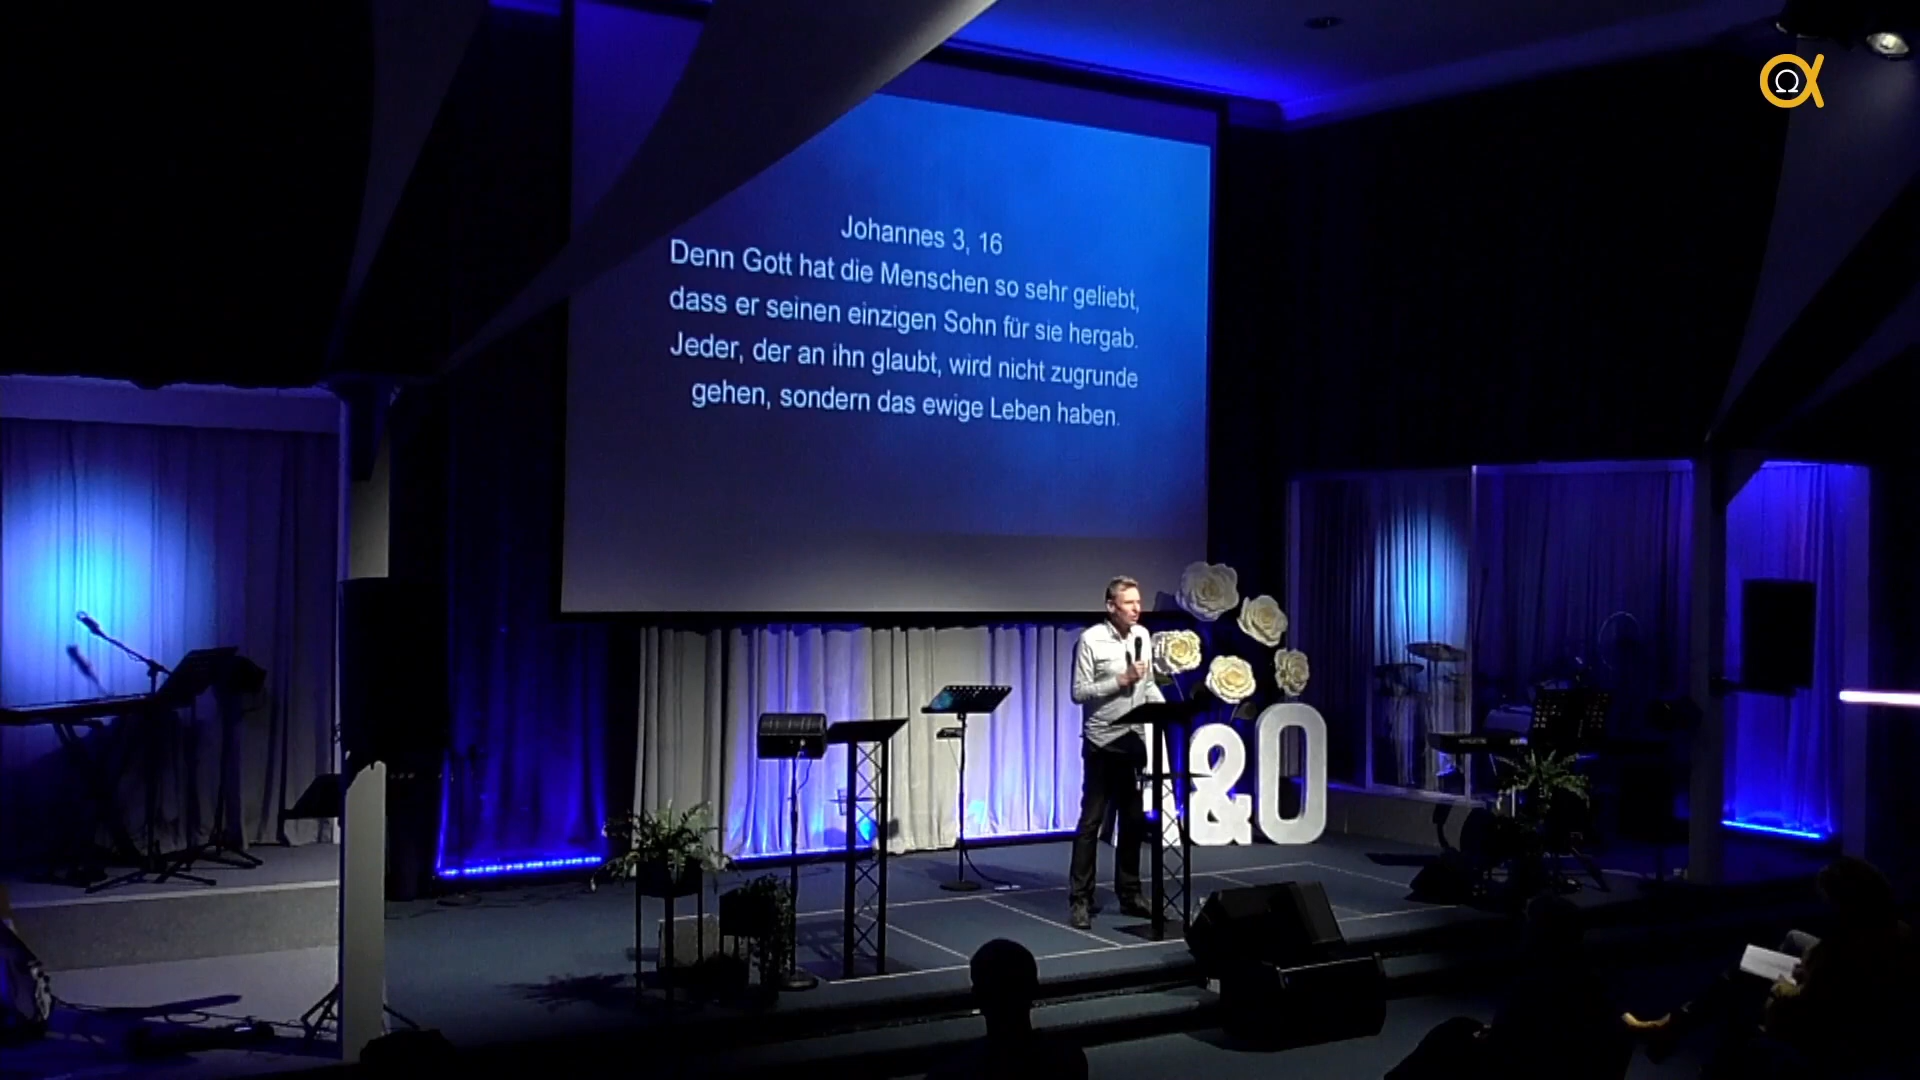 Johannes 3, 16
Denn Gott hat die Menschen so sehr geliebt,
dass er seinen einzigen Sohn für sie hergab.
Jeder, der an ihn glaubt, wird nicht zugrunde
gehen, sondern das ewige Leben haben.
&O
Ω